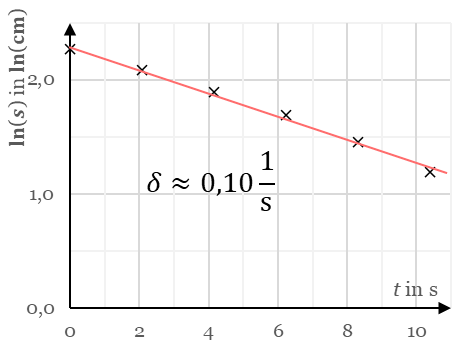 ln(s) in ln(cm)
2,0
1,0
0,0
δ ≈ 0,10 1/s
t in s
0 2 4 6 8 10